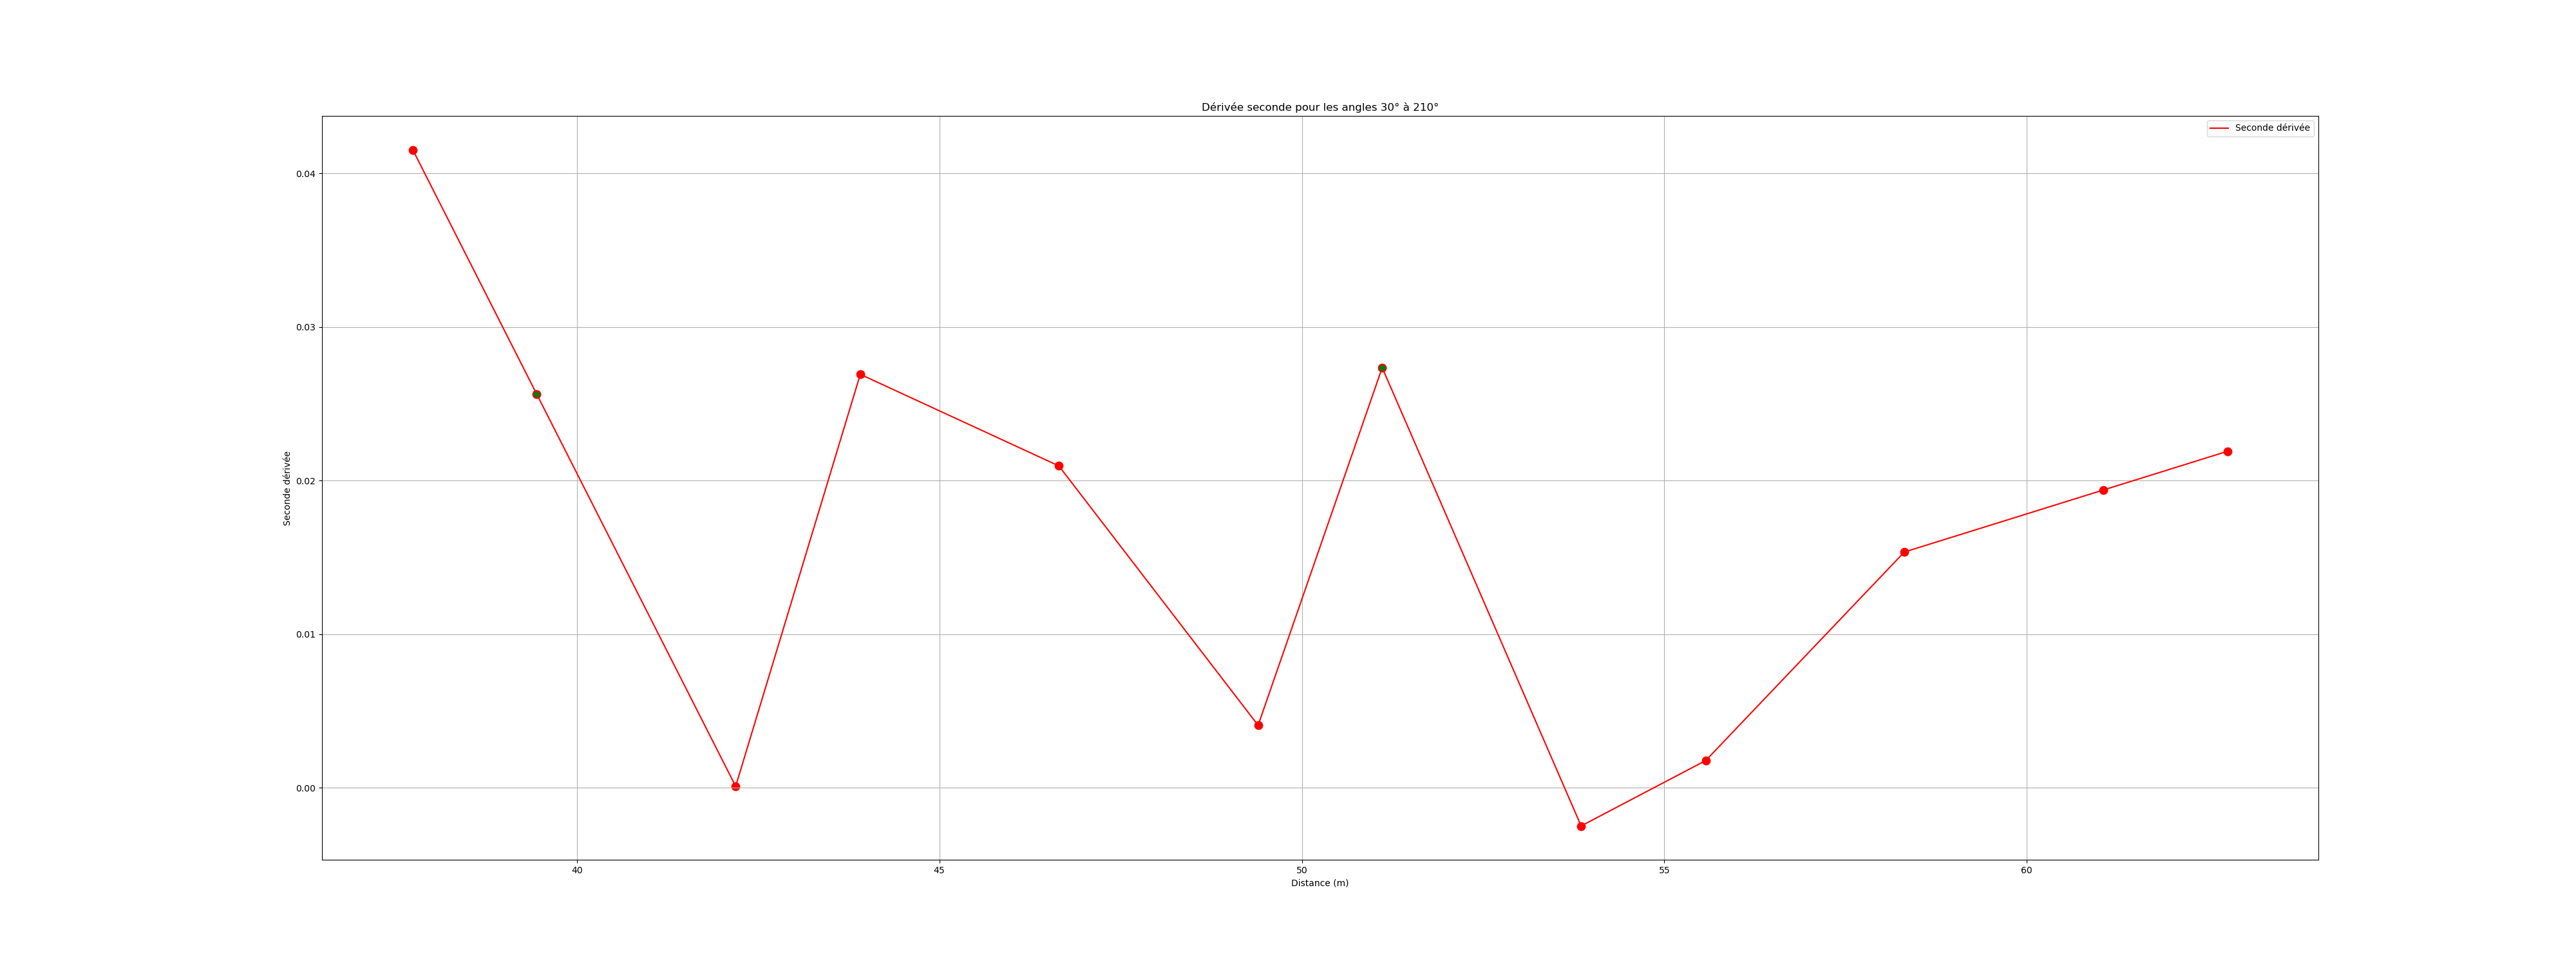 Dérivée seconde pour les angles 30° à 210°
Seconde dérivée
0.04
0.03
0.02
0.01
0.00
Seconde dérivée
40
45
50
55
60
Distance (m)